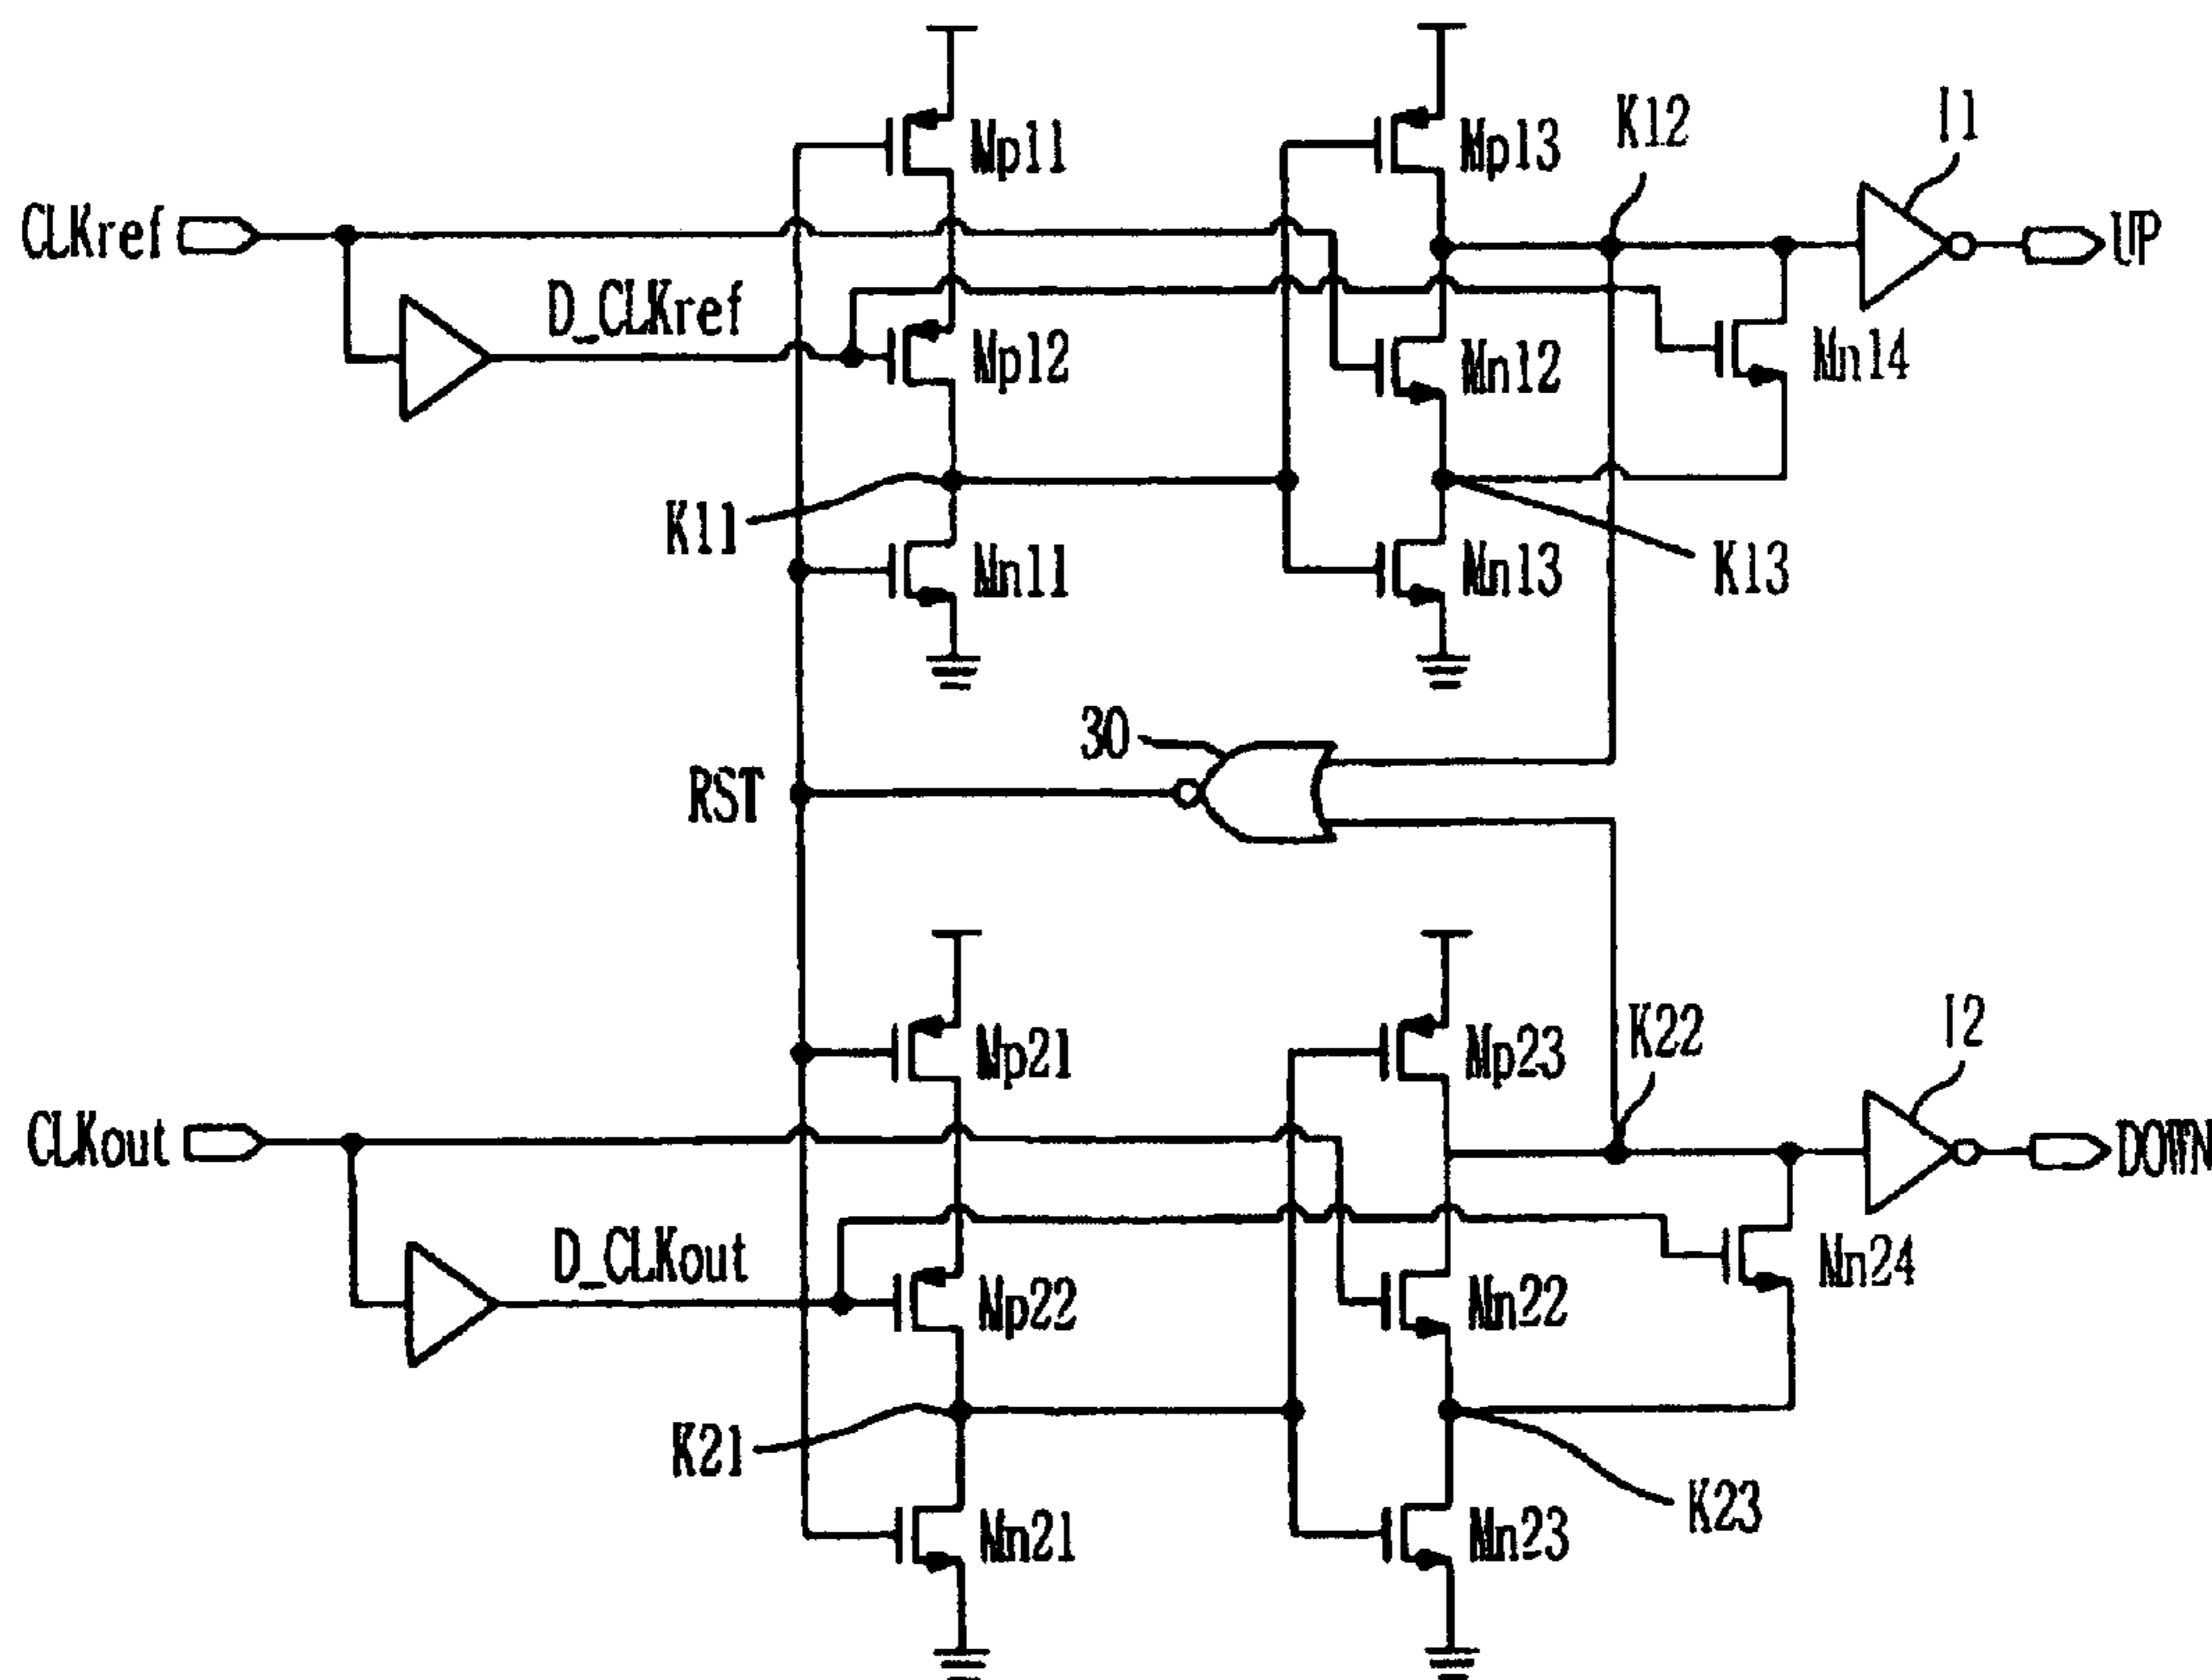 K12
I1
Mp11
Mp13
CLKref
UP
D_CLKref
Mp12
Mn12
Mn14
K11
Mn11
Mn13
K13
30
RST
K22
I2
Mp21
Mp23
CLKout
DOWN
D_CLKout
Mn24
Mp22
Mn22
K21
K23
Mn21
Mn23